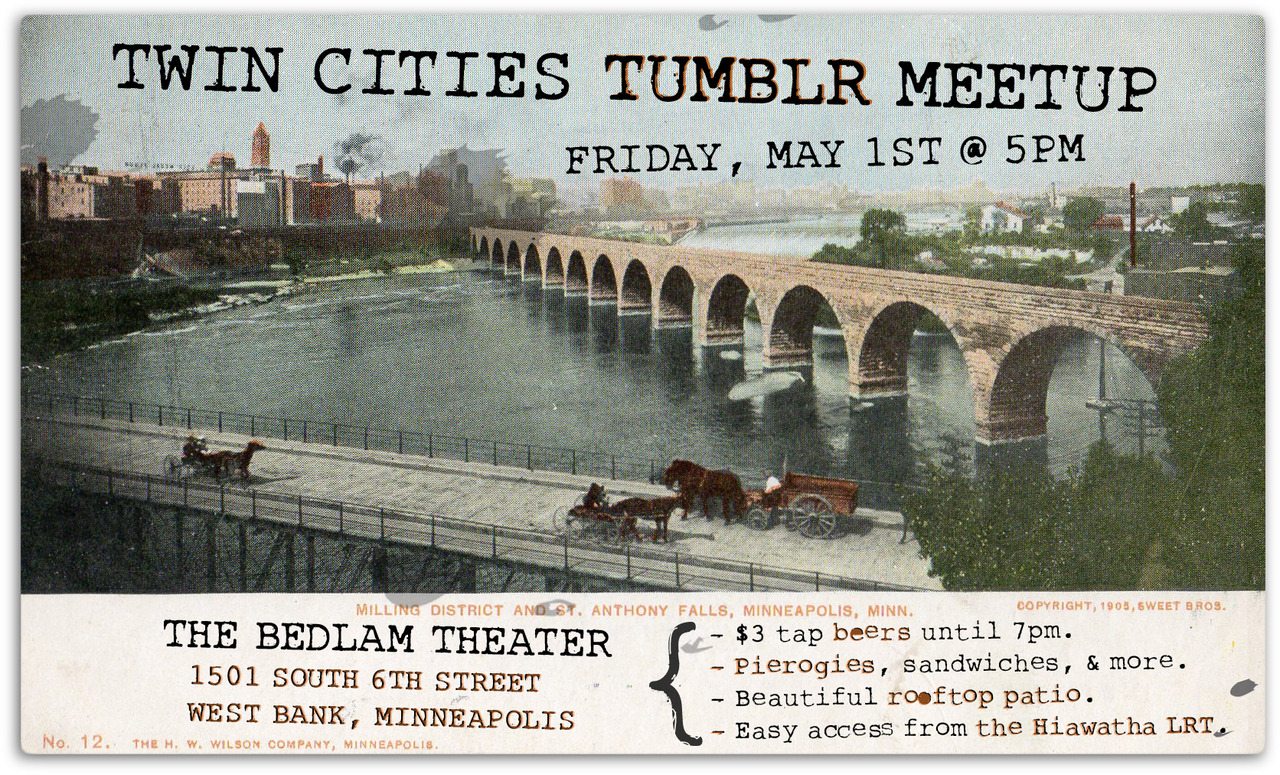 TWIN CITIES TUMBLR MEETUP
FRIDAY, MAY 1ST @ 5PM
MILLING DISTRICT AND ST. ANTHONY FALLS, MINNEAPOLIS, MINN.
COPYRIGHT, 1905, SWEET BROS.
THE BEDLAM THEATER
1501 SOUTH 6TH STREET
WEST BANK, MINNEAPOLIS
- $3 tap beers until 7pm.
- Pierogies, sandwiches, & more.
- Beautiful rooftop patio.
- Easy access from the Hiawatha LRT.
No. 12. THE H. W. WILSON COMPANY, MINNEAPOLIS.